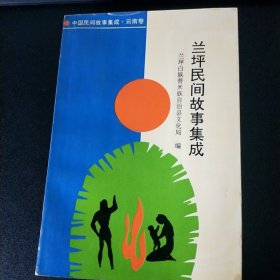 中国民间故事集成·云南卷
兰坪民间故事集成
兰坪白族普米族自治县文化局 编